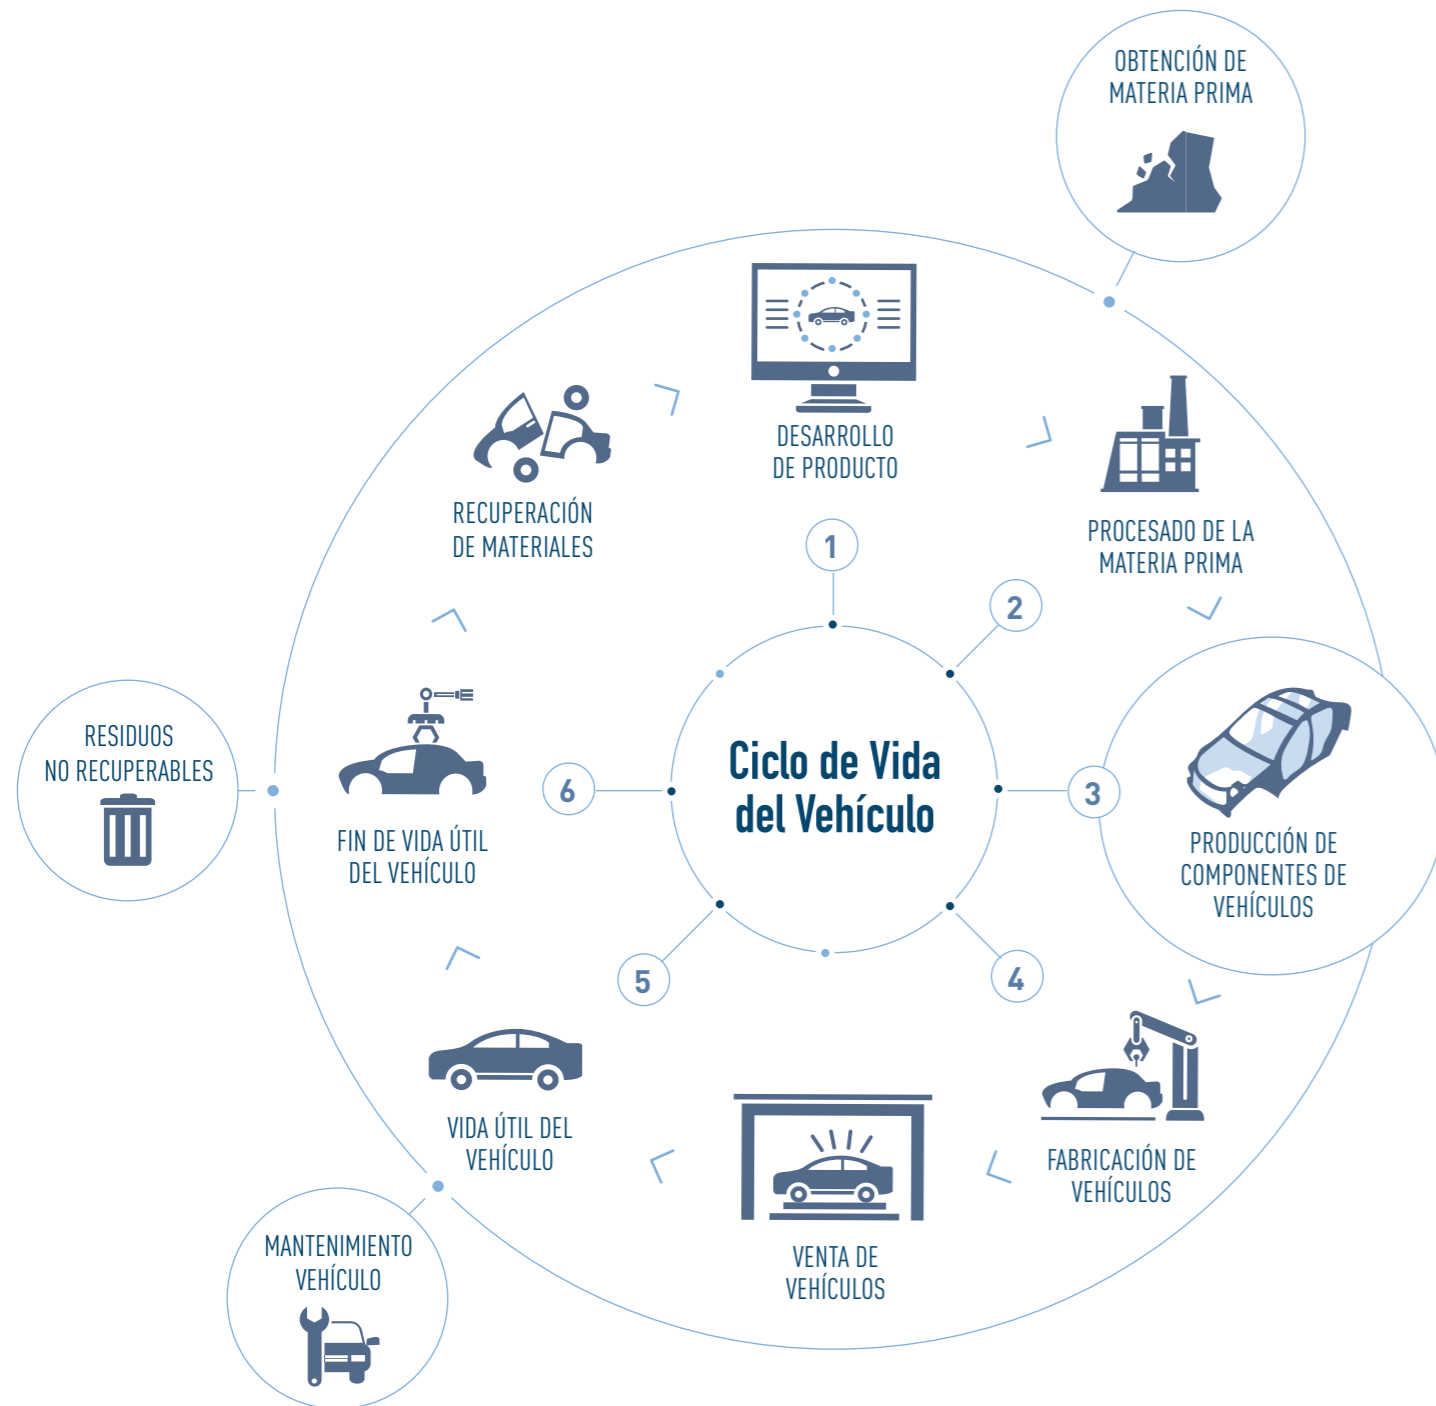 OBTENCIÓN DE
MATERIA PRIMA
DESARROLLO
DE PRODUCTO
RECUPERACIÓN
DE MATERIALES
PROCESADO DE LA
MATERIA PRIMA
1
2
RESIDUOS
NO RECUPERABLES
FIN DE VIDA ÚTIL
DEL VEHÍCULO
6
Ciclo de Vida
del Vehículo
3
PRODUCCIÓN DE
COMPONENTES DE
VEHÍCULOS
5
4
VIDA ÚTIL DEL
VEHÍCULO
FABRICACIÓN DE
VEHÍCULOS
VENTA DE
VEHÍCULOS
MANTENIMIENTO
VEHÍCULO